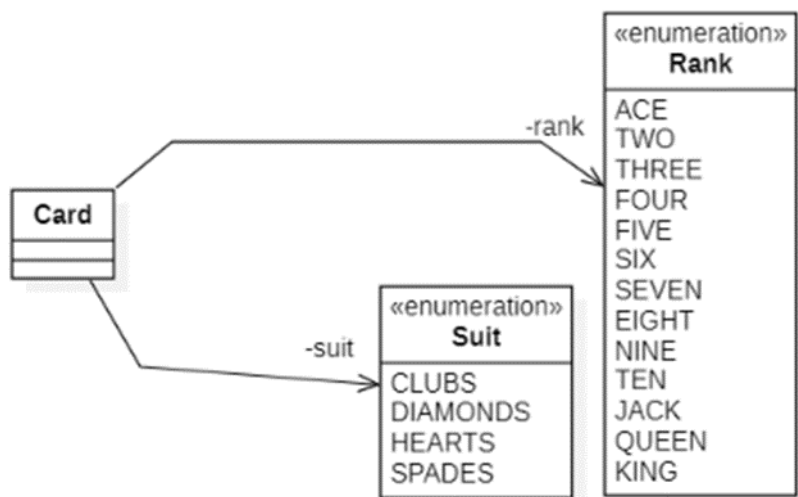 Card
-rank
-suit
«enumeration»
Suit
CLUBS
DIAMONDS
HEARTS
SPADES
«enumeration»
Rank
ACE
TWO
THREE
FOUR
FIVE
SIX
SEVEN
EIGHT
NINE
TEN
JACK
QUEEN
KING